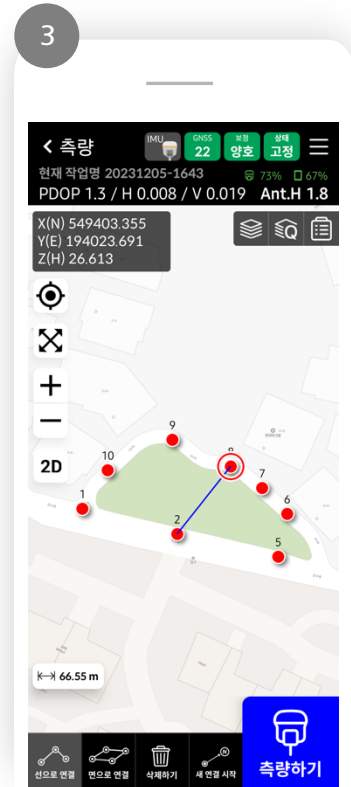 3
측량
IMU
GNSS
22
보정
양호
상태
고정
현재 작업명 20231205-1643
73%
67%
PDOP 1.3 / H 0.008 / V 0.019
Ant.H 1.8
X(N) 549403.355
Y(E) 194023.691
Z(H) 26.613
Q
2D
9
10
8
7
1
6
2
5
66.55 m
N
선으로 연결
면으로 연결
삭제하기
새 연결 시작
측량하기